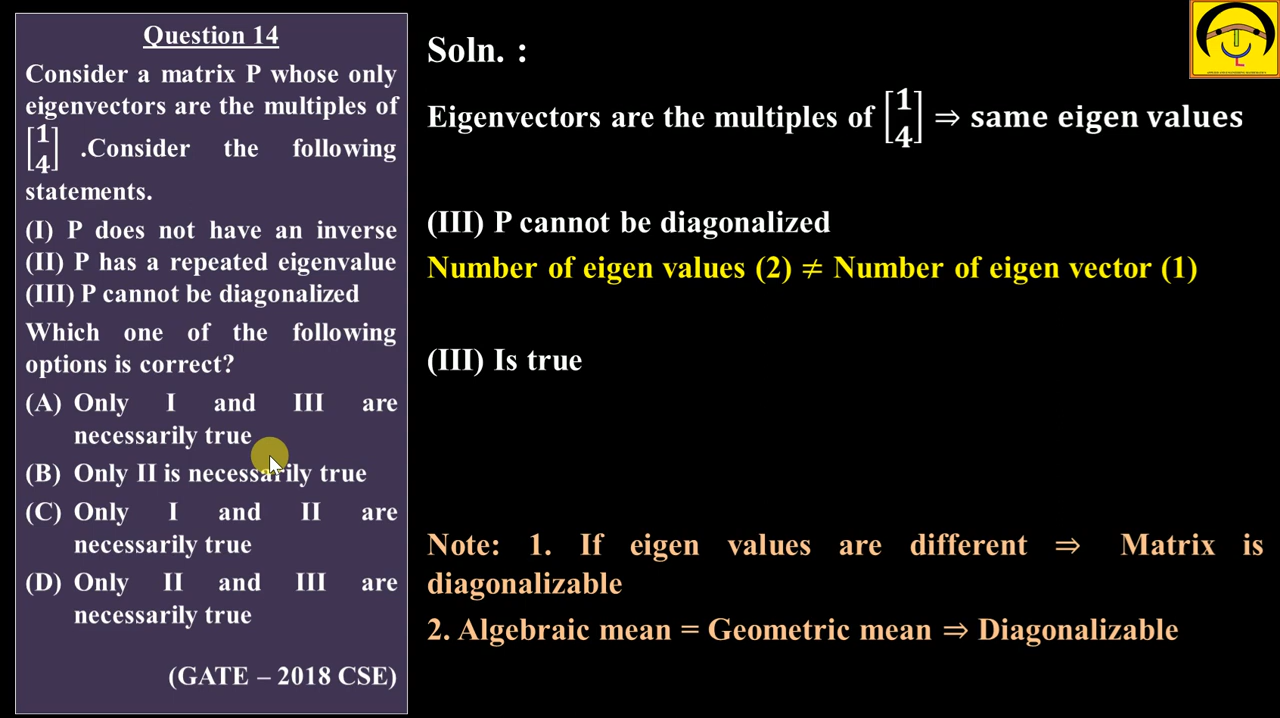 Question 14
Consider a matrix P whose only
eigenvectors are the multiples of
[1 4] .Consider the following
statements.
(I) P does not have an inverse
(II) P has a repeated eigenvalue
(III) P cannot be diagonalized
Which one of the following
options is correct?
(A) Only I and III are
necessarily true
(B) Only II is necessarily true
(C) Only I and II are
necessarily true
(D) Only II and III are
necessarily true
(GATE – 2018 CSE)
Soln. :
Eigenvectors are the multiples of [1 4] ⇒ same eigen values
(III) P cannot be diagonalized
Number of eigen values (2) ≠ Number of eigen vector (1)
(III) Is true
Note: 1. If eigen values are different ⇒ Matrix is
diagonalizable
2. Algebraic mean = Geometric mean ⇒ Diagonalizable